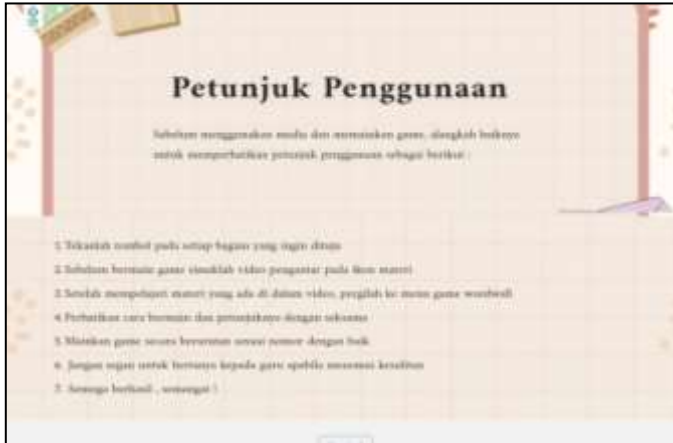 Petunjuk Penggunaan
Sebelum menggunakan media dan memainkan game, alangkah baiknya
untuk memperhatikan petunjuk penggunaan sebagai berikut :
1. Tekanlah tombol pada setiap bagian yang ingin dituju
2. Sebelum bermain game simaklah video pengantar pada ikon materi
3. Setelah mempelajari materi yang ada di dalam video, pergilah ke menu game wordwall
4. Perhatikan cara bermain dan petunjuknya dengan seksama
5. Mainkan game secara berurutan sesuai nomor dengan baik
6. Jangan segan untuk bertanya kepada guru apabila menemui kesulitan
7. Semoga berhasil , semangat !